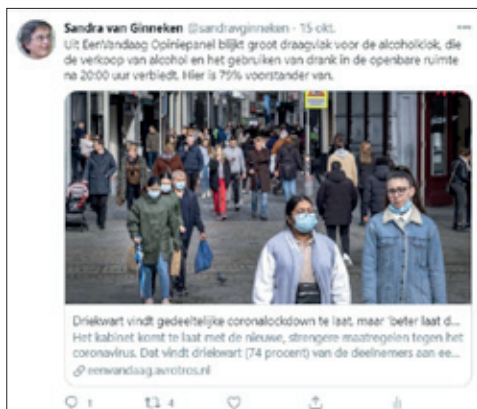 Sandra van Ginneken @sandravginneken · 15 okt.
Uit EenVandaag Opiniepanel blijkt groot draagvlak voor de alcoholklok, die
de verkoop van alcohol en het gebruiken van drank in de openbare ruimte
na 20:00 uur verbiedt. Hier is 79% voorstander van.
Driekwart vindt gedeeltelijke coronalockdown te laat, maar 'beter laat d...
Het kabinet komt te laat met de nieuwe, strengere maatregelen tegen het
coronavirus. Dat vindt driekwart (74 procent) van de deelnemers aan ee...
eenvandaag.avrotros.nl
1 4